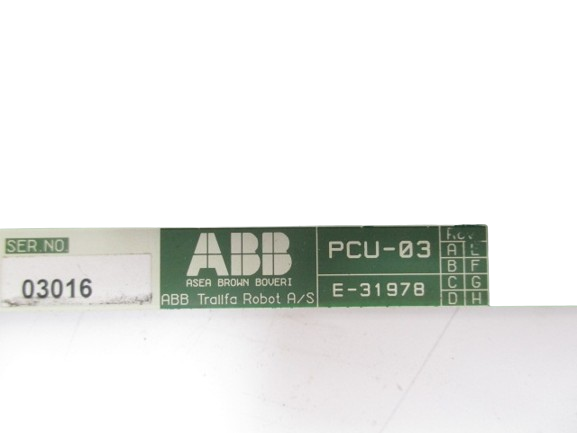 SER.NO.
03016
ABB
ASEA BROWN BOVERI
ABB Trallfa Robot A/S
PCU-03
E-31978
A
B F
C G
D H